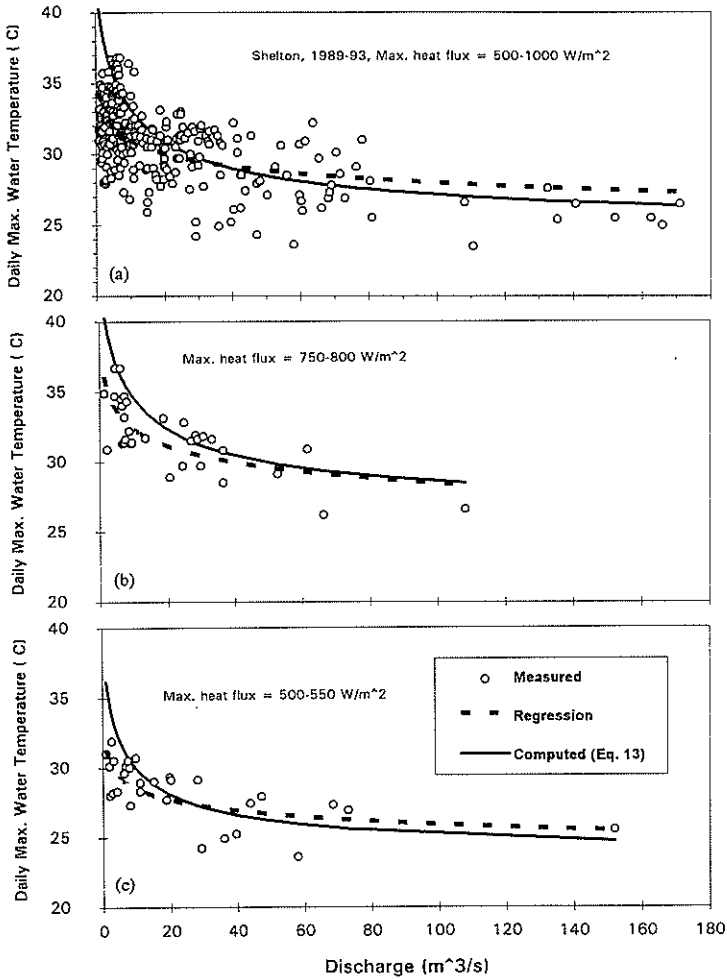 Daily Max. Water Temperature ( C)
40
35
30
25
20
Shelton, 1989-93, Max. heat flux = 500-1000 W/m^2
(a)
Daily Max. Water Temperature ( C)
40
35
30
25
20
Max. heat flux = 750-800 W/m^2
(b)
Daily Max. Water Temperature ( C)
40
35
30
25
20
Max. heat flux = 500-550 W/m^2
Measured
Regression
Computed (Eq. 13)
(c)
0 20 40 60 80 100 120 140 160 180
Discharge (m^3/s)